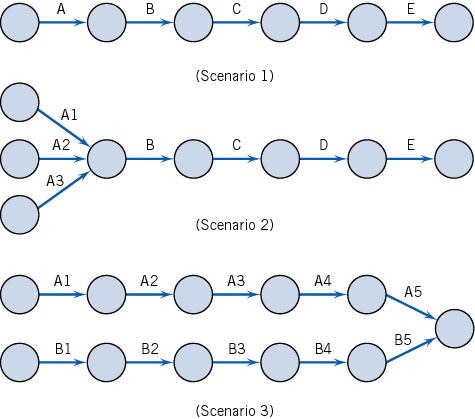 A B C D E
(Scenario 1)
A1
A2 B C D E
A3
(Scenario 2)
A1 A2 A3 A4 A5
B1 B2 B3 B4 B5
(Scenario 3)